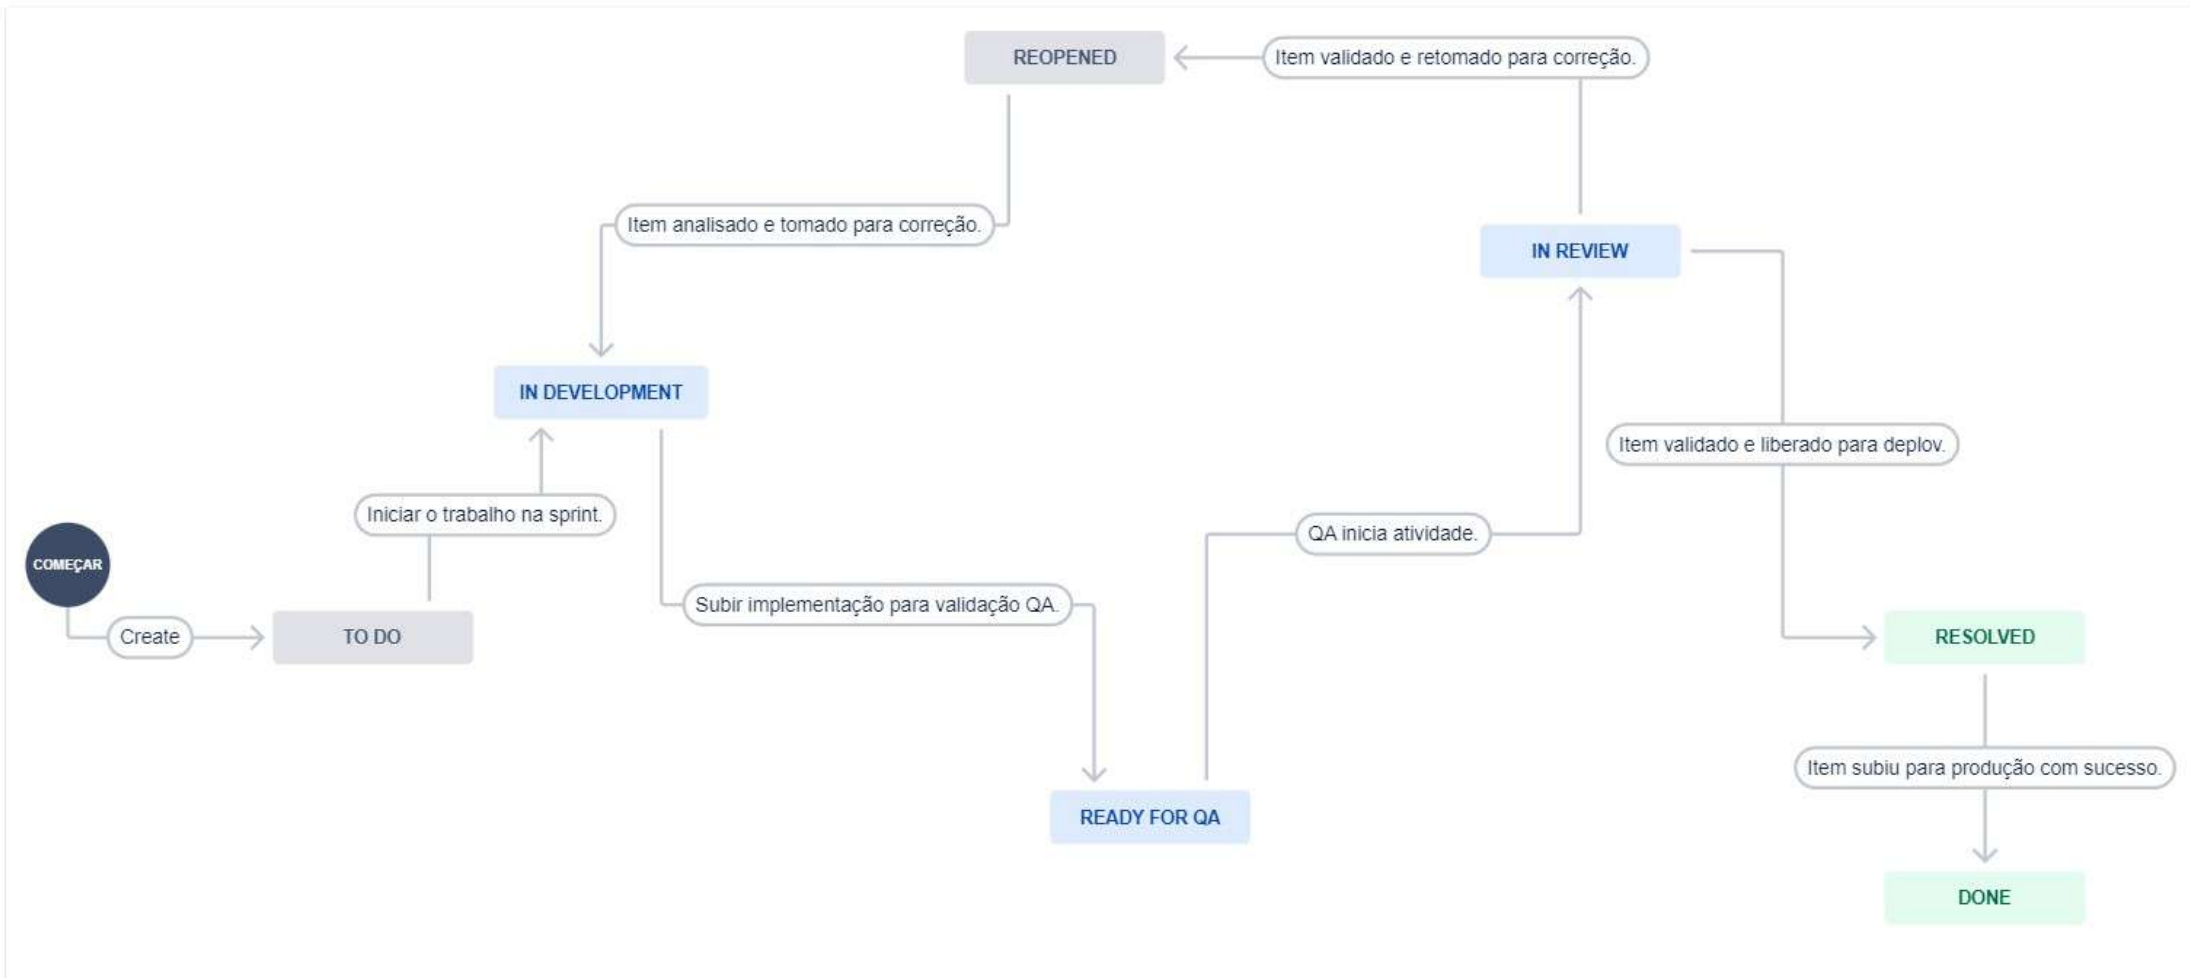 REOPENED
Item validado e retomado para correção.
Item analisado e tomado para correção.
IN REVIEW
IN DEVELOPMENT
Item validado e liberado para deplov.
Iniciar o trabalho na sprint.
QA inicia atividade.
COMEÇAR
Subir implementação para validação QA.
Create
TO DO
RESOLVED
Item subiu para produção com sucesso.
READY FOR QA
DONE